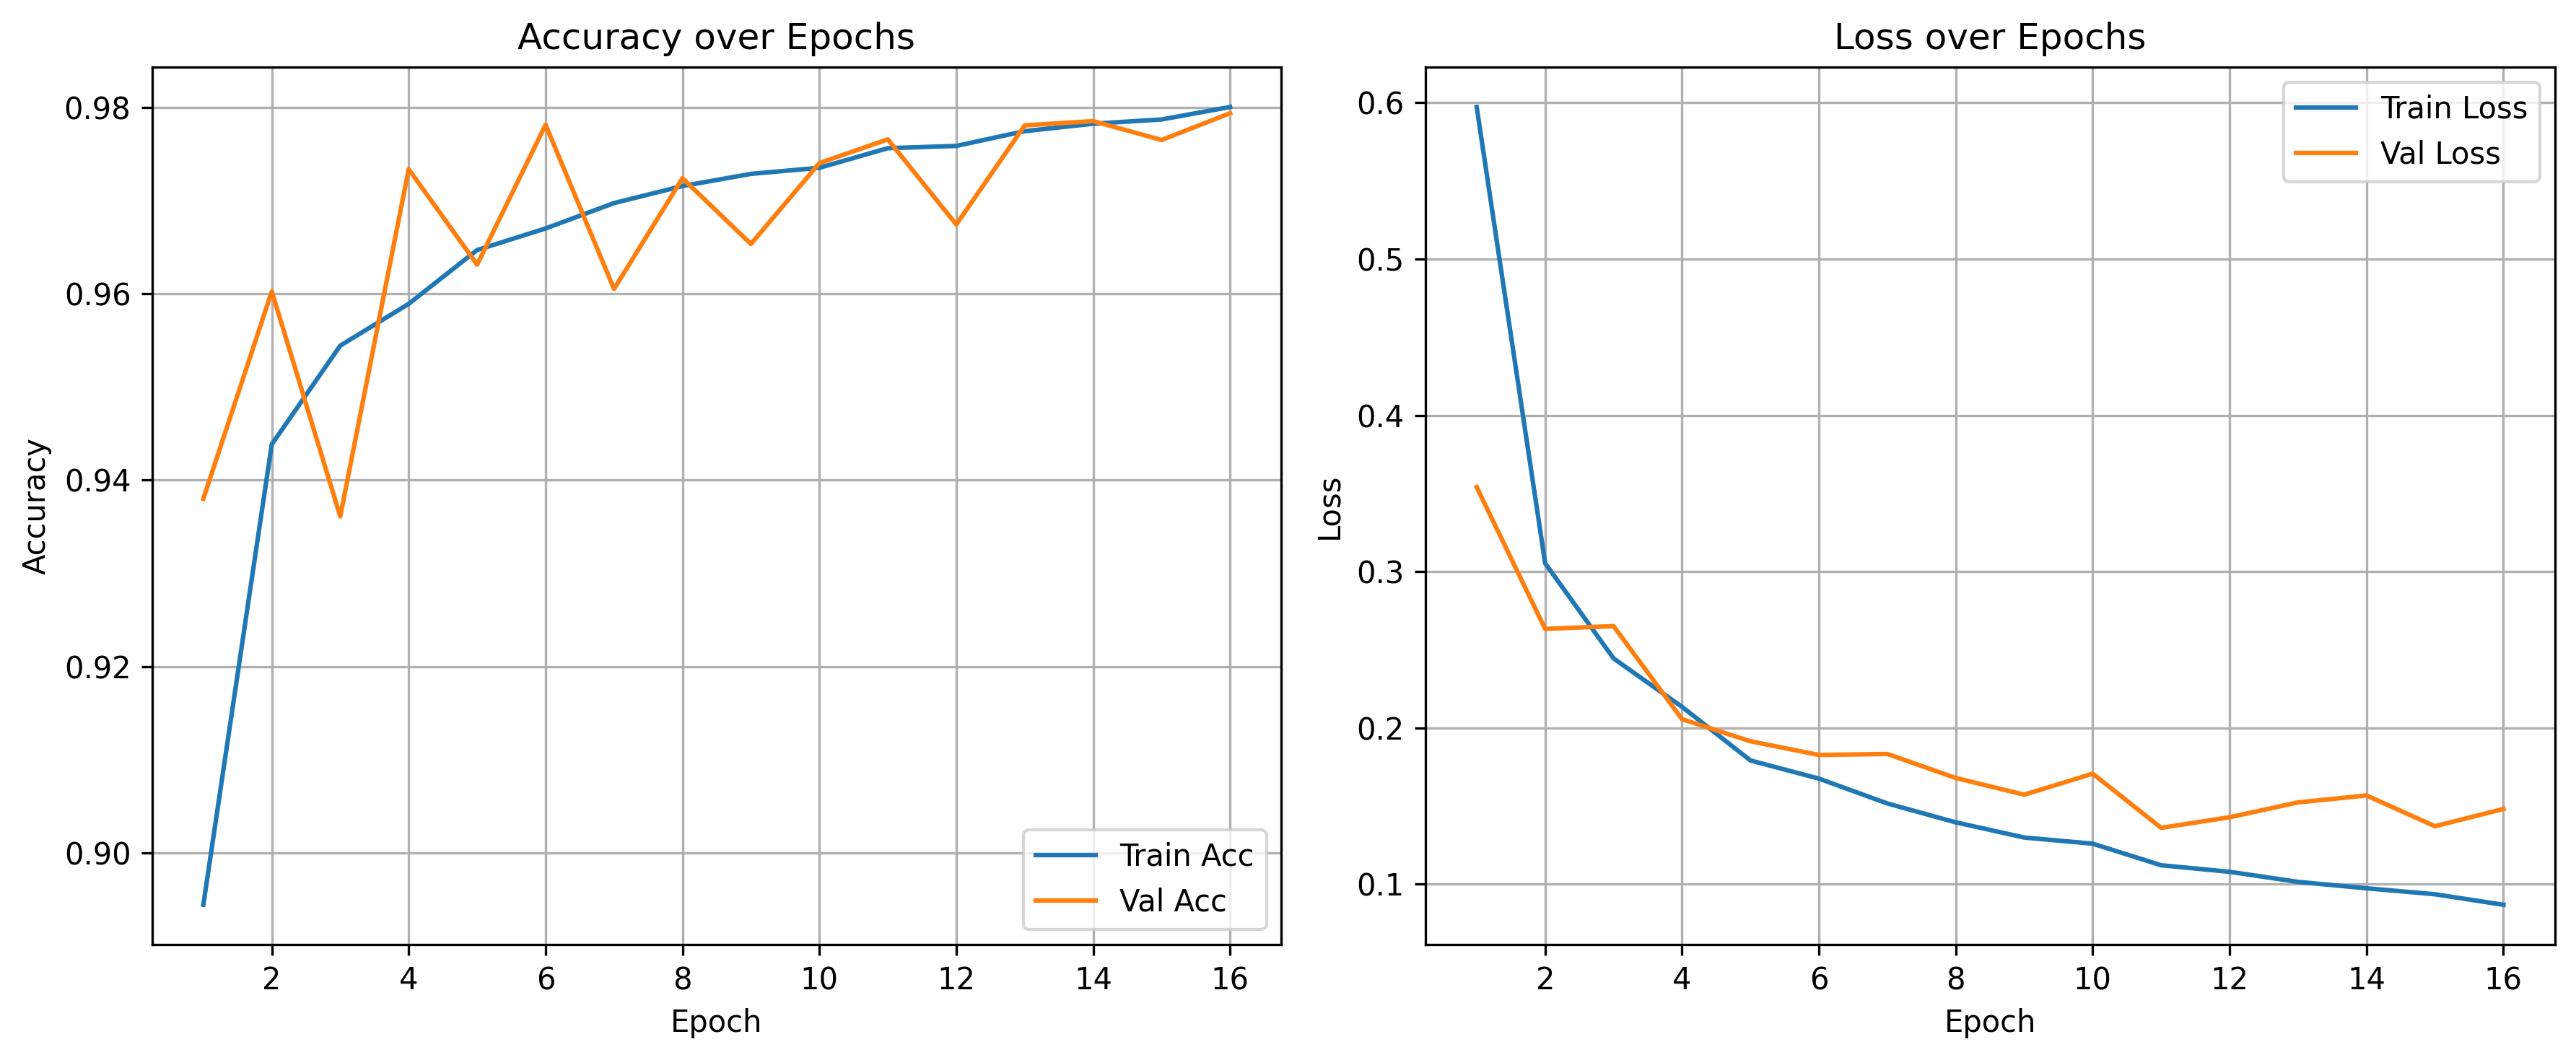 Accuracy over Epochs
0.98
0.96
0.94
0.92
0.90
Accuracy
2 4 6 8 10 12 14 16
Epoch
Train Acc
Val Acc
Loss over Epochs
0.6
0.5
0.4
0.3
0.2
0.1
Loss
2 4 6 8 10 12 14 16
Epoch
Train Loss
Val Loss